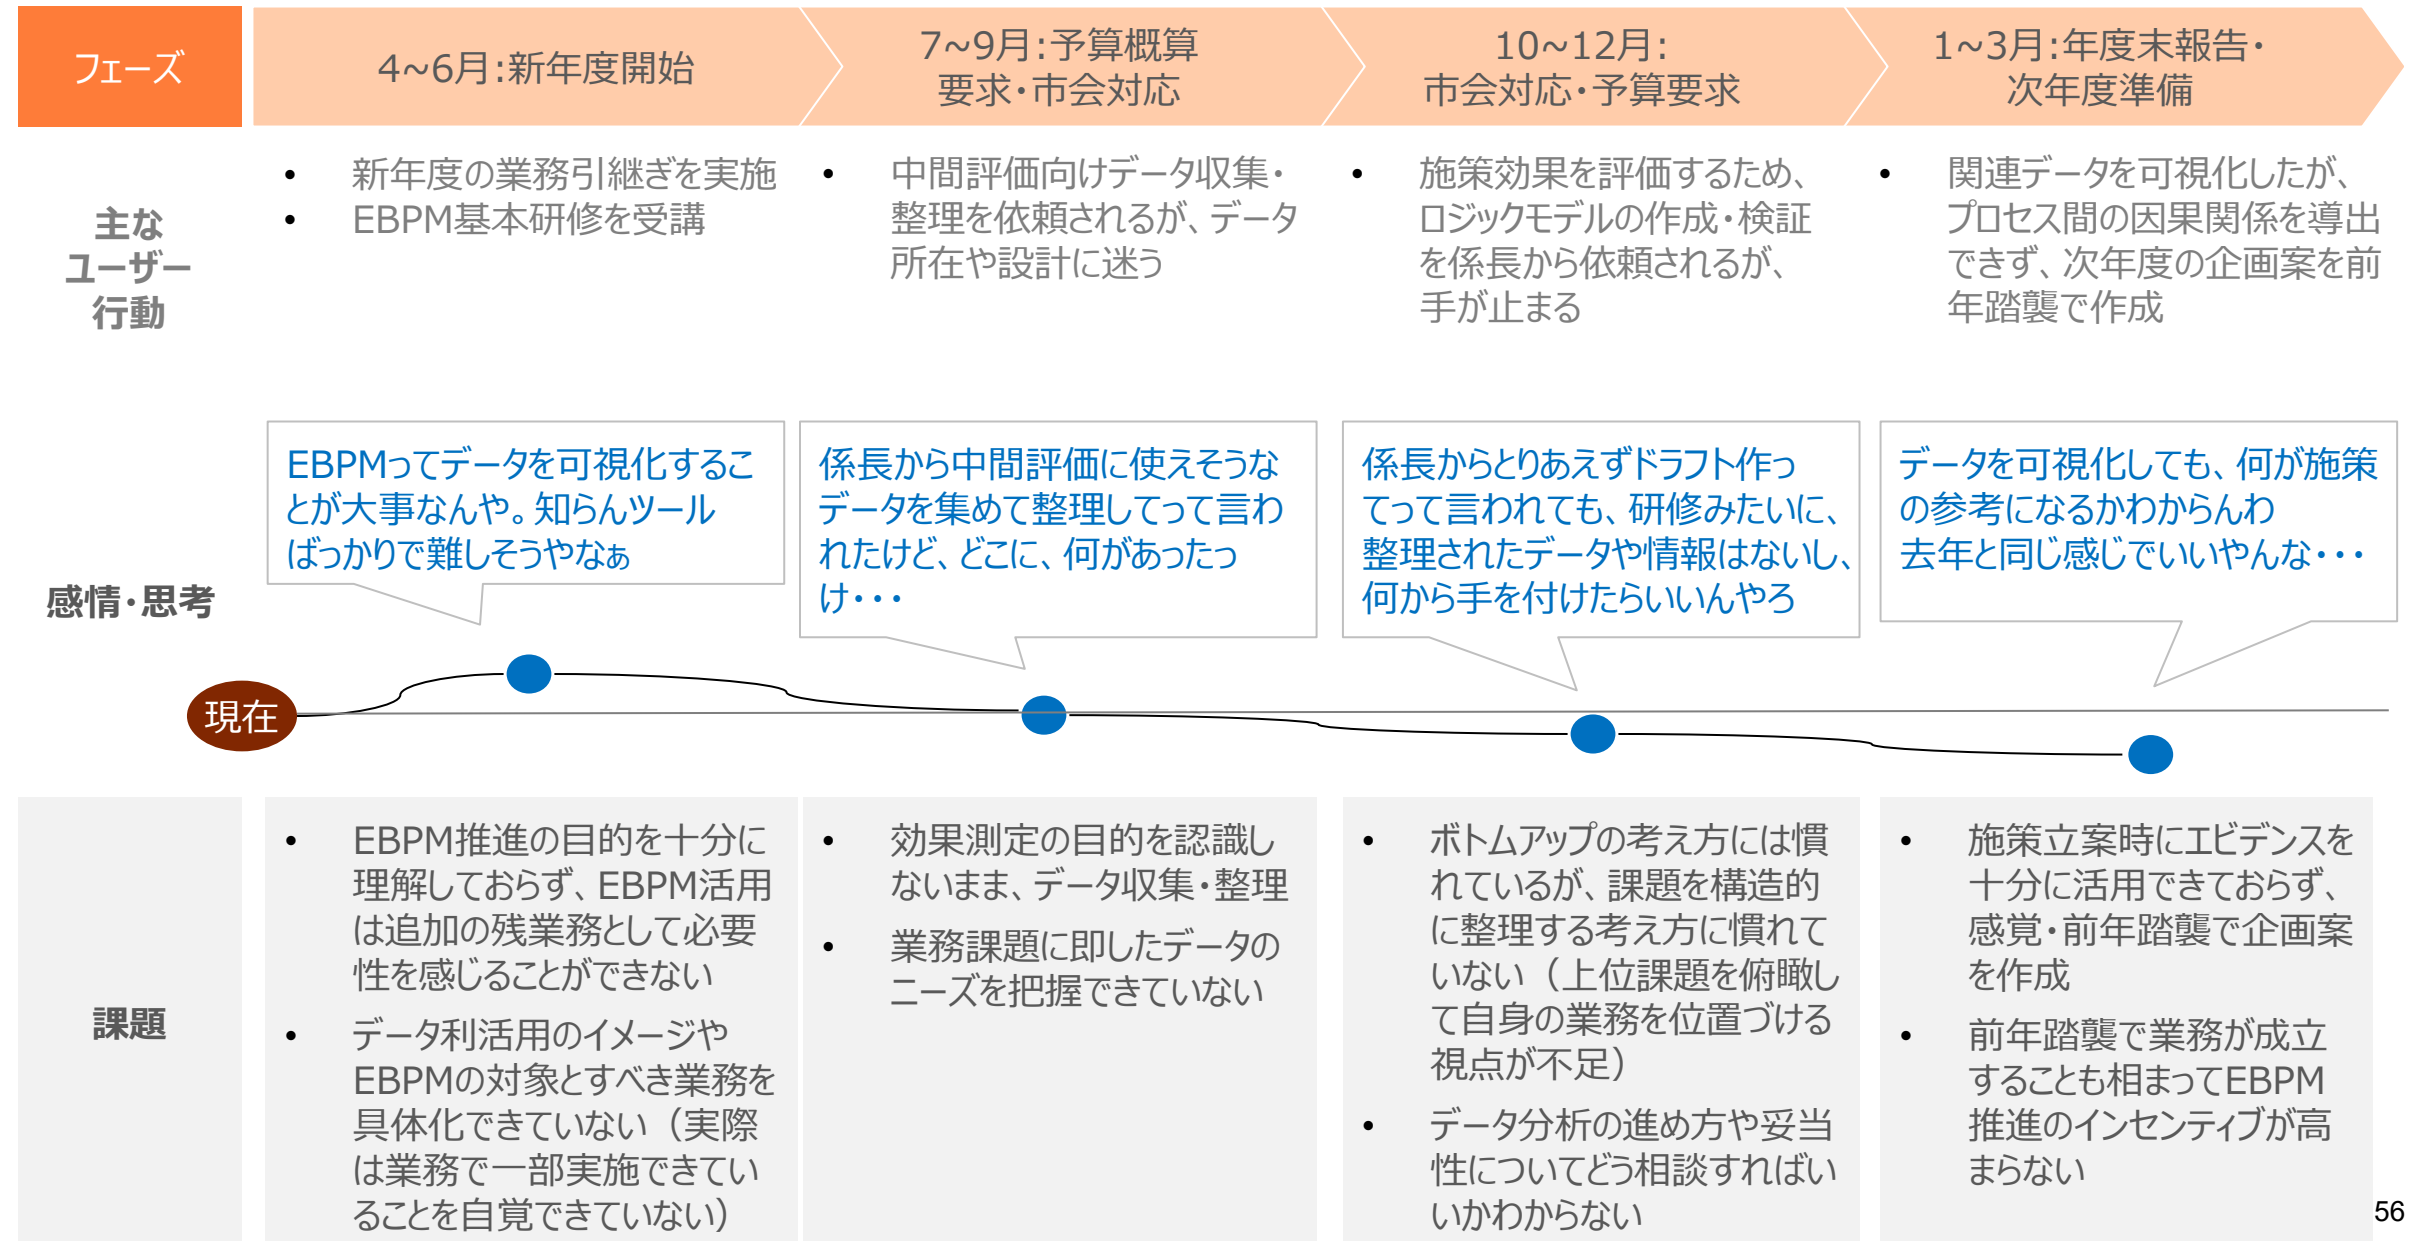 フェーズ
4~6月:新年度開始
7~9月:予算概算
要求・市会対応
10~12月:
市会対応・予算要求
1~3月:年度末報告・
次年度準備
主な
ユーザー
行動
• 新年度の業務引継ぎを実施
• EBPM基本研修を受講
• 中間評価向けデータ収集・
整理を依頼されるが、データ
所在や設計に迷う
• 施策効果を評価するため、
ロジックモデルの作成・検証
を係長から依頼されるが、
手が止まる
• 関連データを可視化したが、
プロセス間の因果関係を導出
できず、次年度の企画案を前
年踏襲で作成
感情・思考
EBPMってデータを可視化するこ
とが大事なんや。知らんツール
ばっかりで難しそうやなぁ
係長から中間評価に使えそうな
データを集めて整理してって言わ
れたけど、どこに、何があったっ
け・・・
係長からとりあえずドラフト作っ
てって言われても、研修みたいに、
整理されたデータや情報はないし、
何から手を付けたらいいんやろ
データを可視化しても、何が施策
の参考になるかわからんわ
去年と同じ感じでいいやんな・・・
現在
課題
• EBPM推進の目的を十分に
理解しておらず、EBPM活用
は追加の残業務として必要
性を感じることができない
• データ利活用のイメージや
EBPMの対象とすべき業務を
具体化できていない（実際
は業務で一部実施できてい
ることを自覚できていない）
• 効果測定の目的を認識し
ないまま、データ収集・整理
• 業務課題に即したデータの
ニーズを把握できていない
• ボトムアップの考え方には慣
れているが、課題を構造的
に整理する考え方に慣れて
いない（上位課題を俯瞰し
て自身の業務を位置づける
視点が不足）
• データ分析の進め方や妥当
性についてどう相談すればい
いかわからない
• 施策立案時にエビデンスを
十分に活用できておらず、
感覚・前年踏襲で企画案
を作成
• 前年踏襲で業務が成立
することも相まってEBPM
推進のインセンティブが高
まらない
56